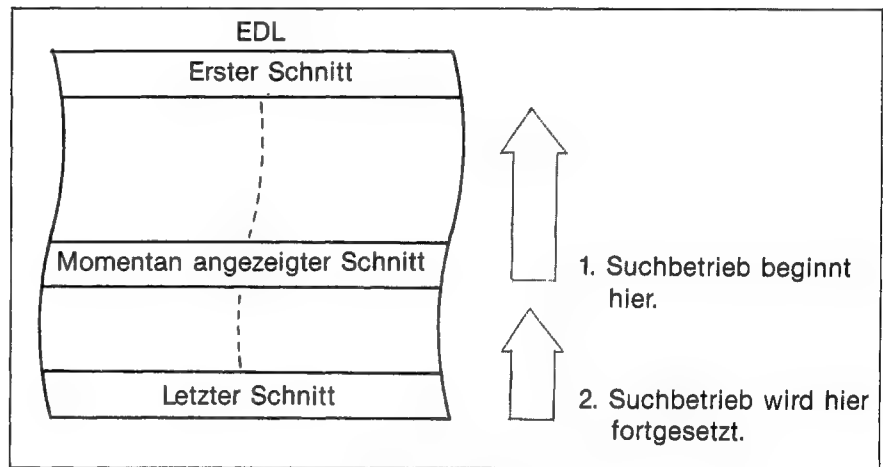 EDL
Erster Schnitt
Momentan angezeigter Schnitt
1. Suchbetrieb beginnt
hier.
Letzter Schnitt
2. Suchbetrieb wird hier
fortgesetzt.